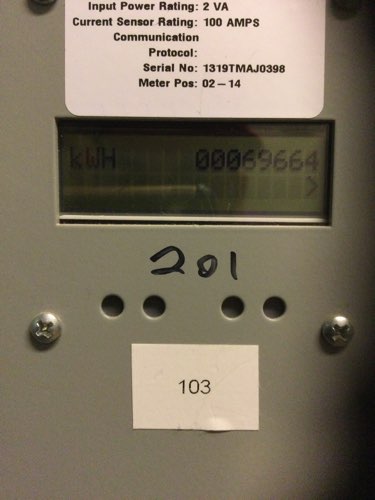 Input Power Rating: 2 VA
Current Sensor Rating: 100 AMPS
Communication
Protocol:
Serial No: 1319TMAJ0398
Meter Pos: 02-14
kWH 00069664
>
201
103